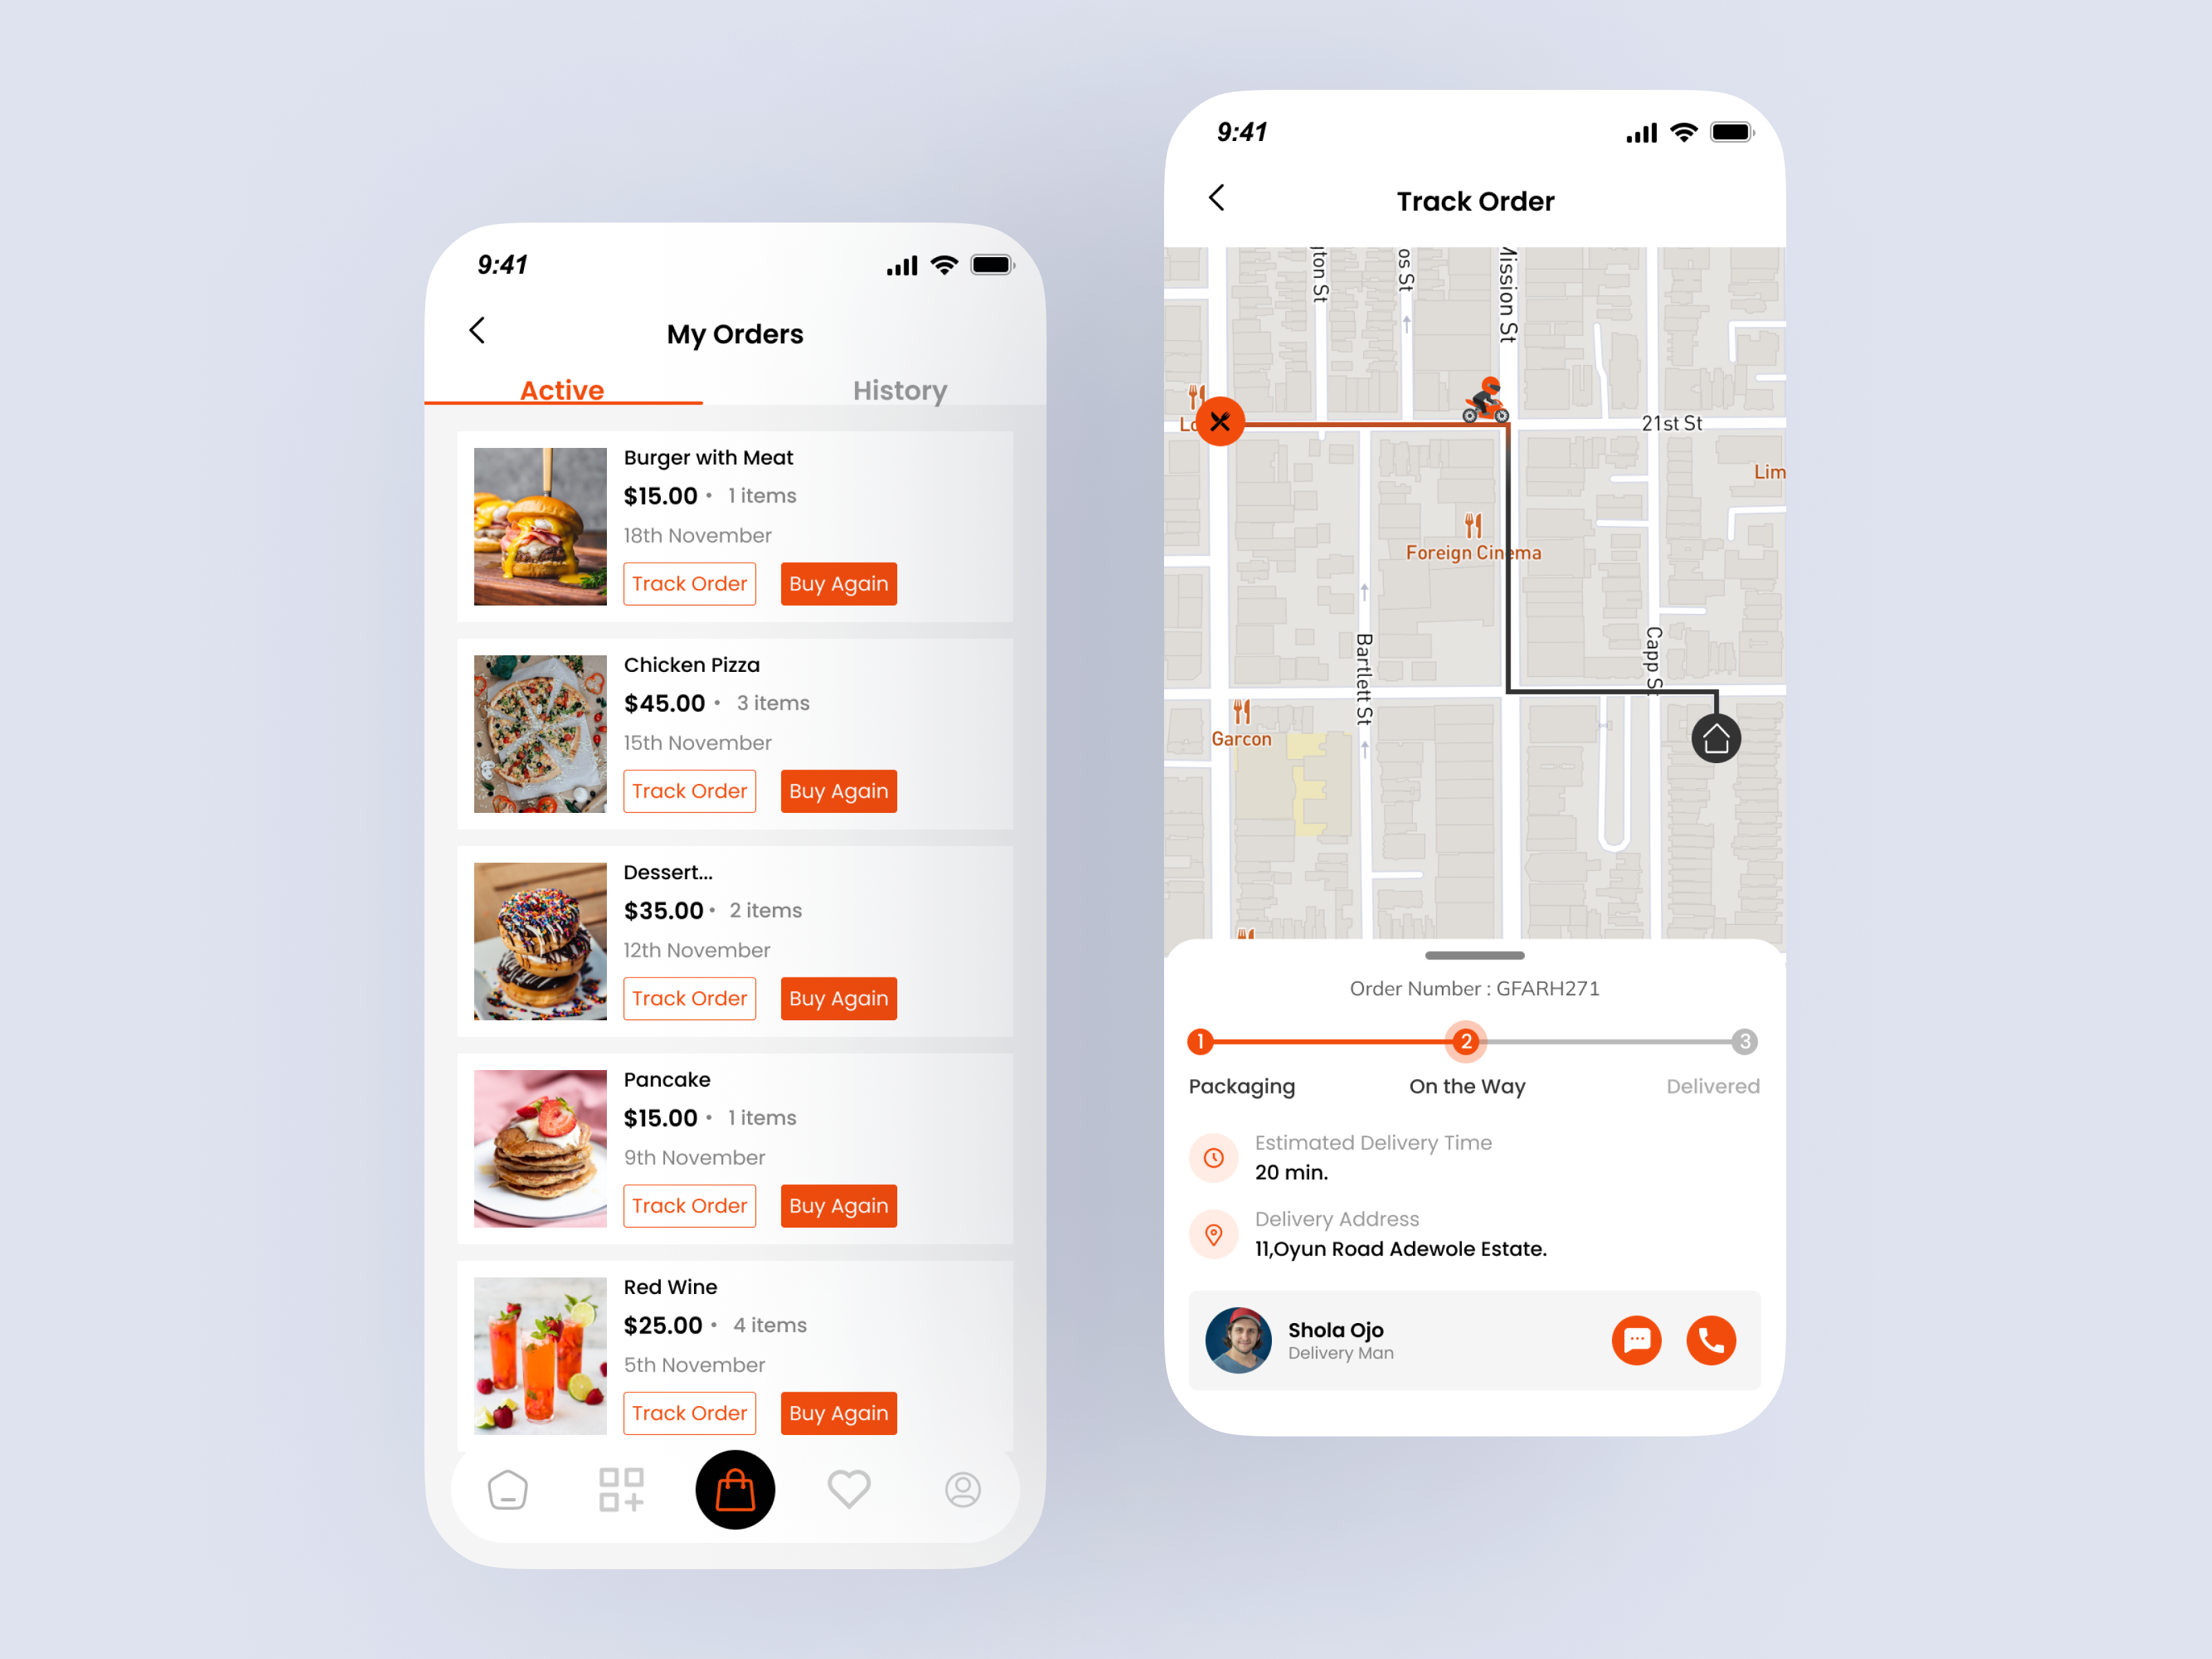 9:41
My Orders
Active
History
Burger with Meat
$15.00 • 1 items
18th November
Track Order
Buy Again
Chicken Pizza
$45.00 • 3 items
15th November
Track Order
Buy Again
Dessert...
$35.00 • 2 items
12th November
Track Order
Buy Again
Pancake
$15.00 • 1 items
9th November
Track Order
Buy Again
Red Wine
$25.00 • 4 items
5th November
Track Order
Buy Again
9:41
Track Order
gton St
os St
Mission St
21st St
Lo
Lim
Foreign Cinema
Bartlett St
Capp St
Garcon
Order Number : GFARH271
1
2
3
Packaging
On the Way
Delivered
Estimated Delivery Time
20 min.
Delivery Address
11,Oyun Road Adewole Estate.
Shola Ojo
Delivery Man